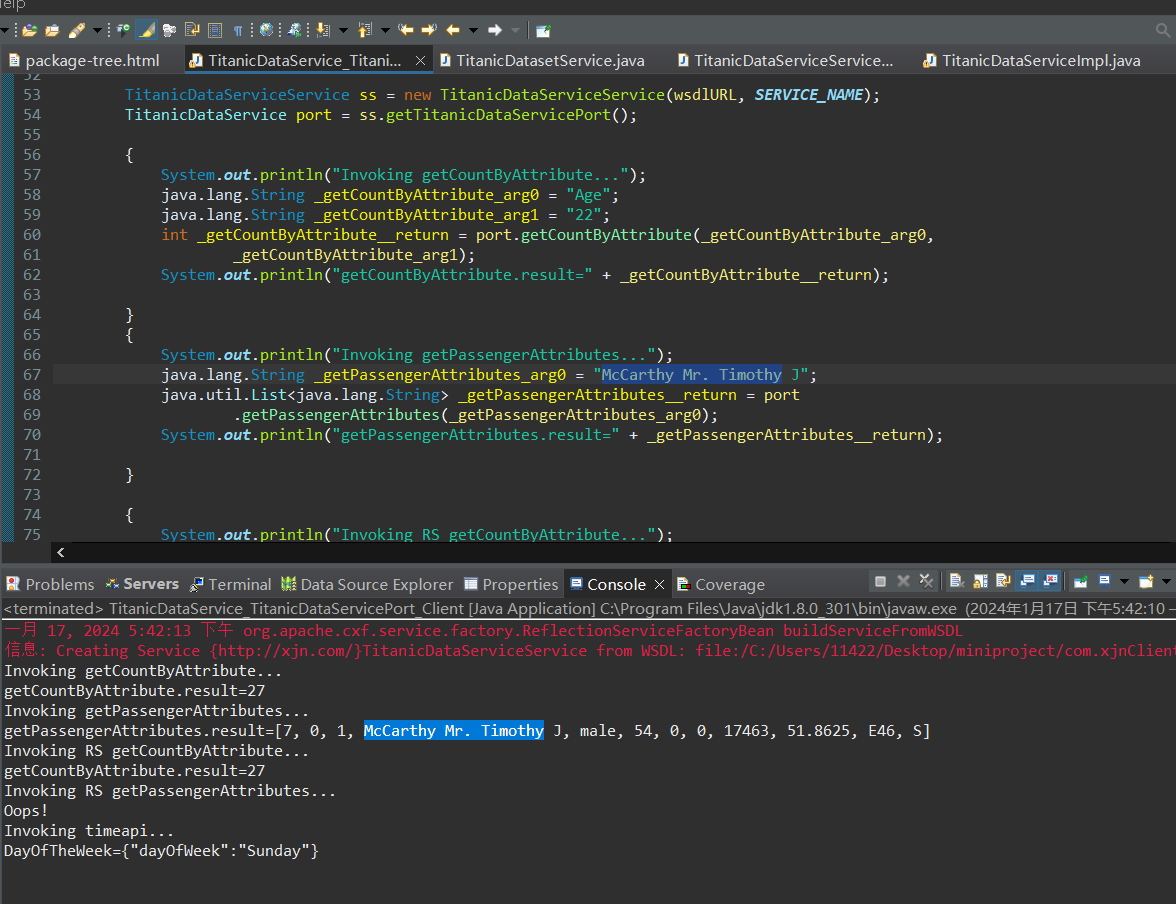 elp
package-tree.html
TitanicDataService_Titani...
TitanicDatasetService.java
TitanicDataServiceService...
TitanicDataServiceImpl.java
52
53 TitanicDataServiceService ss = new TitanicDataServiceService(wsdlURL, SERVICE_NAME);
54 TitanicDataService port = ss.getTitanicDataServicePort();
55
56 {
57 System.out.println("Invoking getCountByAttribute...");
58 java.lang.String _getCountByAttribute_arg0 = "Age";
59 java.lang.String _getCountByAttribute_arg1 = "22";
60 int _getCountByAttribute__return = port.getCountByAttribute(_getCountByAttribute_arg0,
61 _getCountByAttribute_arg1);
62 System.out.println("getCountByAttribute.result=" + _getCountByAttribute__return);
63
64 }
65 {
66 System.out.println("Invoking getPassengerAttributes...");
67 java.lang.String _getPassengerAttributes_arg0 = "McCarthy Mr. Timothy J";
68 java.util.List<java.lang.String> _getPassengerAttributes__return = port
69 .getPassengerAttributes(_getPassengerAttributes_arg0);
70 System.out.println("getPassengerAttributes.result=" + _getPassengerAttributes__return);
71
72 }
73
74 {
75 System.out.println("Invoking RS getCountByAttribute...");
Problems Servers Terminal Data Source Explorer Properties Console Coverage
<terminated> TitanicDataService_TitanicDataServicePort_Client [Java Application] C:\Program Files\Java\jdk1.8.0_301\bin\javaw.exe (2024年1月17日 下午5:42:10 –
一月 17, 2024 5:42:13 下午 org.apache.cxf.service.factory.ReflectionServiceFactoryBean buildServiceFromWSDL
信息: Creating Service {http://xjn.com/}TitanicDataServiceService from WSDL: file:/C:/Users/11422/Desktop/miniproject/com.xjnClient
Invoking getCountByAttribute...
getCountByAttribute.result=27
Invoking getPassengerAttributes...
getPassengerAttributes.result=[7, 0, 1, McCarthy Mr. Timothy J, male, 54, 0, 0, 17463, 51.8625, E46, S]
Invoking RS getCountByAttribute...
getCountByAttribute.result=27
Invoking RS getPassengerAttributes...
Oops!
Invoking timeapi...
DayOfTheWeek={"dayOfWeek":"Sunday"}